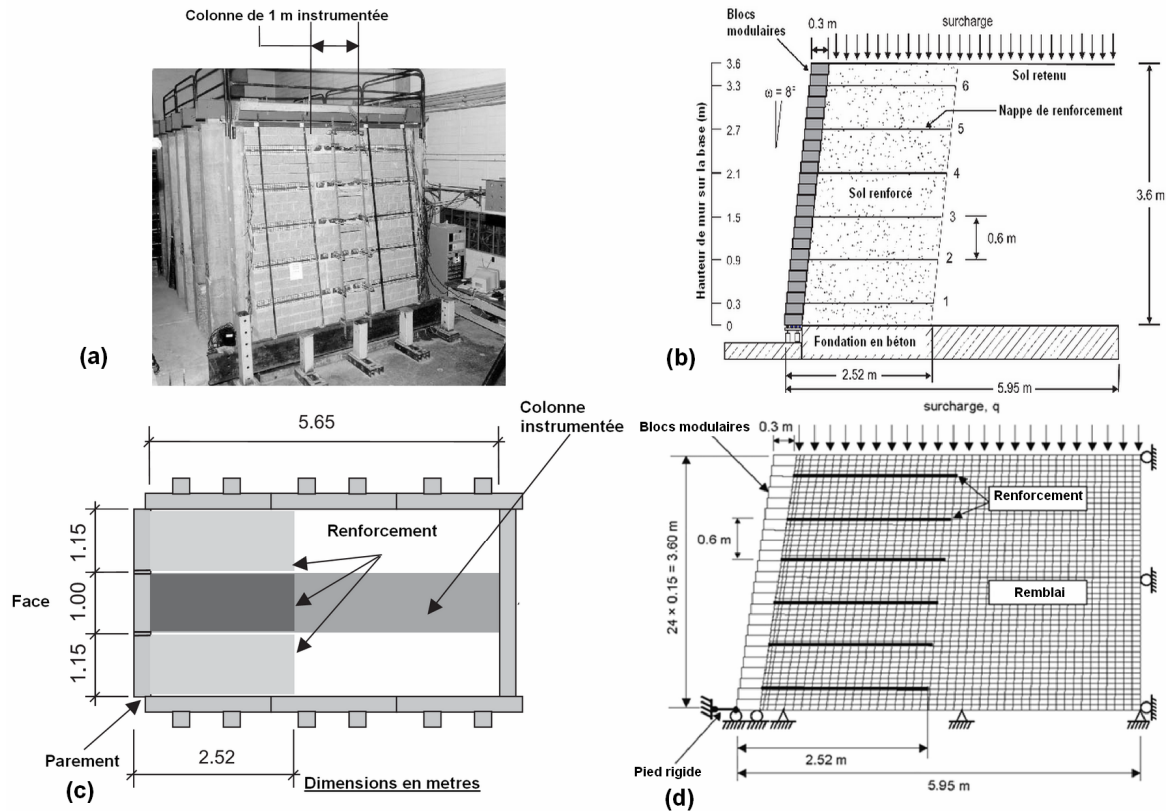 Colonne de 1 m instrumentée
(a)
Blocs
modulaires
0.3 m
surcharge
3.6
3.3
2.7
2.1
1.5
0.9
0.3
0
Hauteur de mur sur la base (m)
ω = 8°
Sol retenu
6
Nappe de renforcement
5
4
Sol renforcé
3
0.6 m
2
1
3.6 m
Fondation en béton
2.52 m
5.95 m
(b)
5.65
Colonne
instrumentée
Renforcement
1.15
1.00
1.15
Face
Parement
2.52
Dimensions en metres
(c)
surcharge, q
Blocs modulaires
0.3 m
Renforcement
0.6 m
24 × 0.15 = 3.60 m
Remblai
Pied rigide
2.52 m
5.95 m
(d)